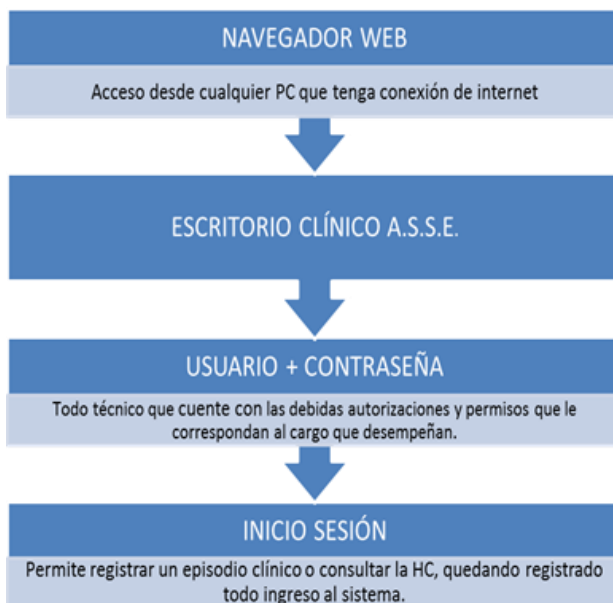 NAVEGADOR WEB
Acceso desde cualquier PC que tenga conexión de internet
ESCRITORIO CLÍNICO A.S.S.E.
USUARIO + CONTRASEÑA
Todo técnico que cuente con las debidas autorizaciones y permisos que le
correspondan al cargo que desempeñan.
INICIO SESIÓN
Permite registrar un episodio clínico o consultar la HC, quedando registrado
todo ingreso al sistema.